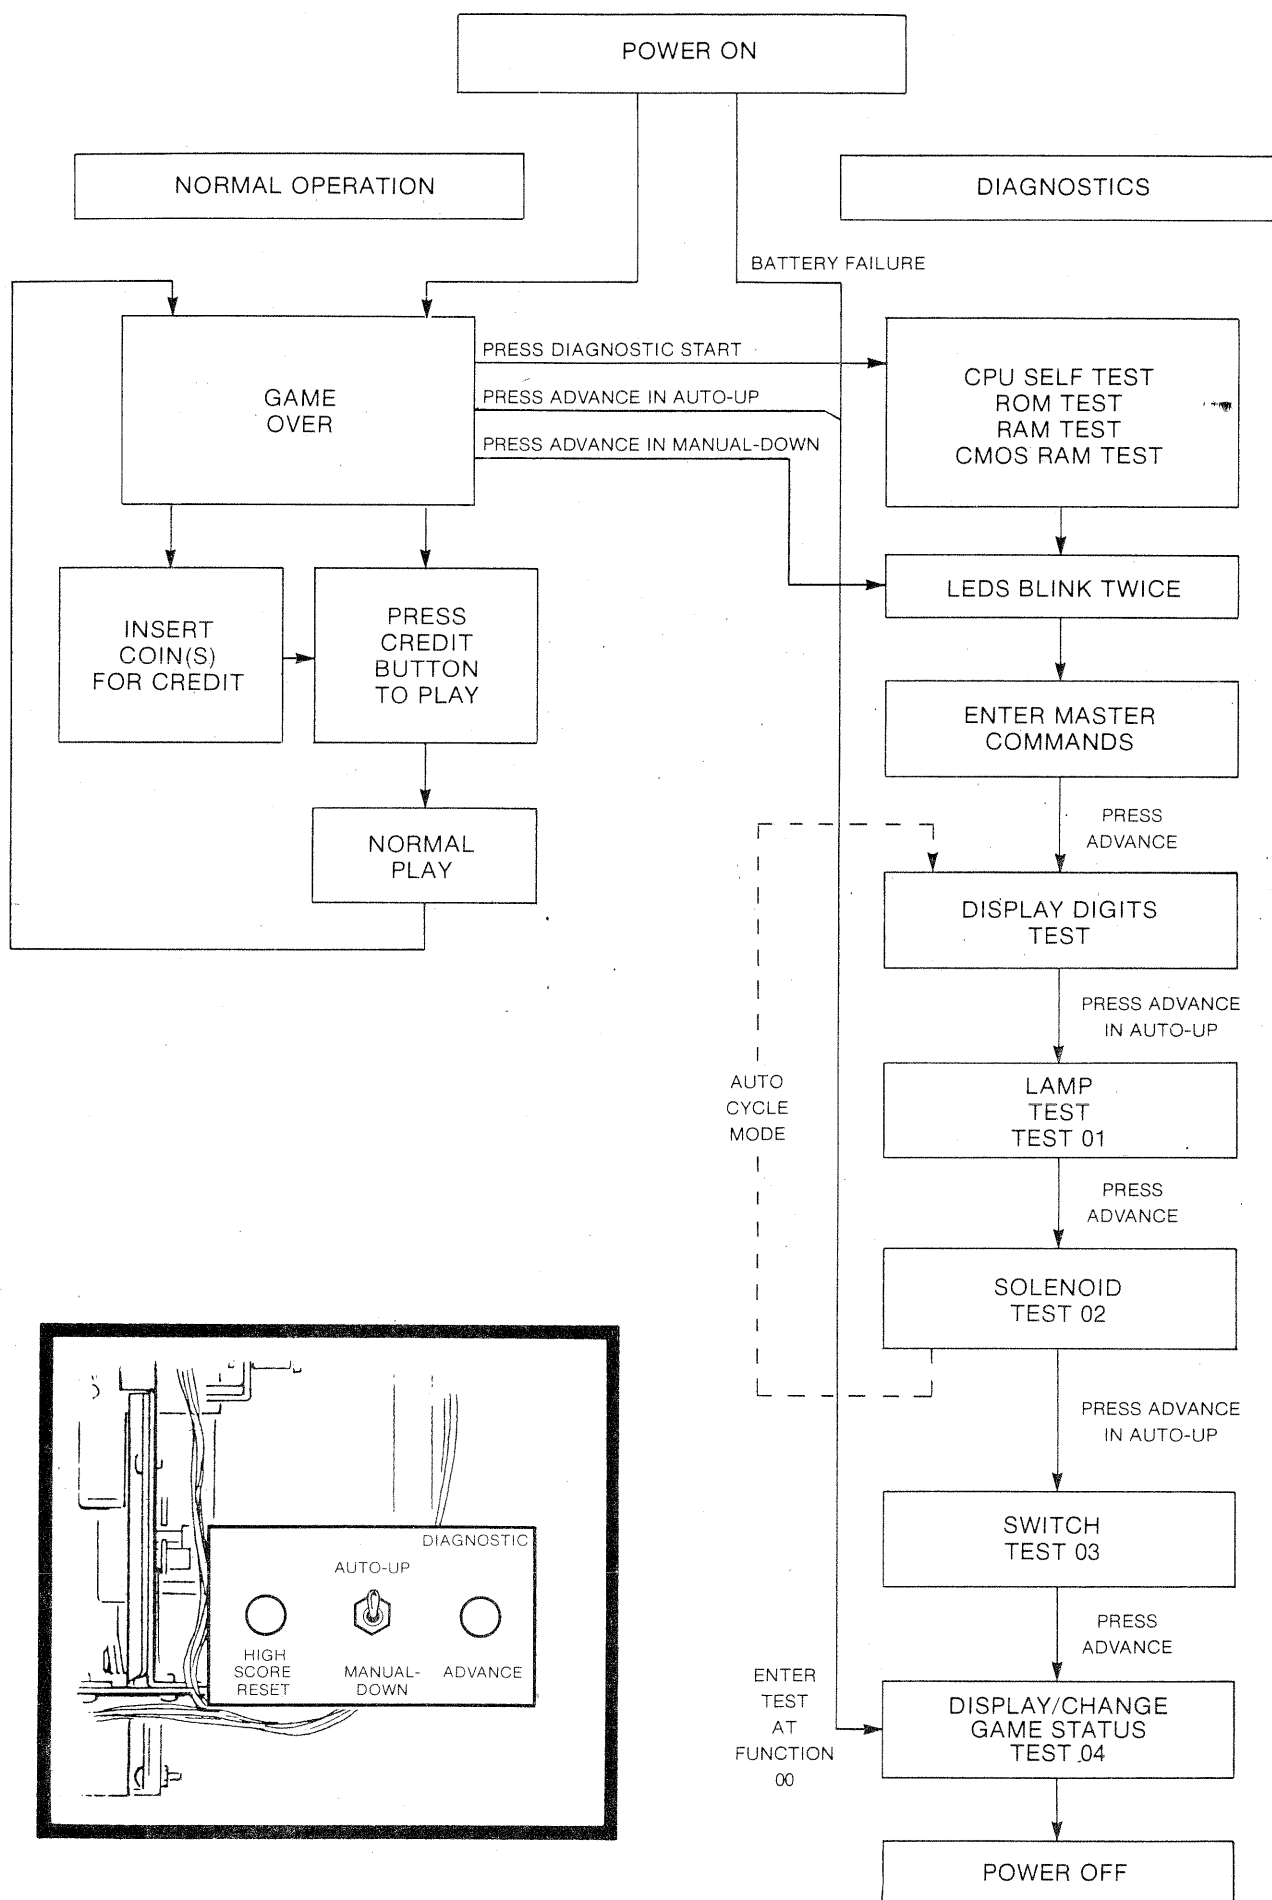 POWER ON
NORMAL OPERATION
DIAGNOSTICS
BATTERY FAILURE
GAME
OVER
PRESS DIAGNOSTIC START
PRESS ADVANCE IN AUTO-UP
PRESS ADVANCE IN MANUAL-DOWN
CPU SELF TEST
ROM TEST
RAM TEST
CMOS RAM TEST
LEDS BLINK TWICE
INSERT
COIN(S)
FOR CREDIT
PRESS
CREDIT
BUTTON
TO PLAY
NORMAL
PLAY
ENTER MASTER
COMMANDS
PRESS
ADVANCE
DISPLAY DIGITS
TEST
PRESS ADVANCE
IN AUTO-UP
AUTO
CYCLE
MODE
LAMP
TEST
TEST 01
PRESS
ADVANCE
SOLENOID
TEST 02
PRESS ADVANCE
IN AUTO-UP
SWITCH
TEST 03
PRESS
ADVANCE
ENTER
TEST
AT
FUNCTION
00
DISPLAY/CHANGE
GAME STATUS
TEST 04
POWER OFF
DIAGNOSTIC
AUTO-UP
HIGH
SCORE
RESET
MANUAL-
DOWN
ADVANCE